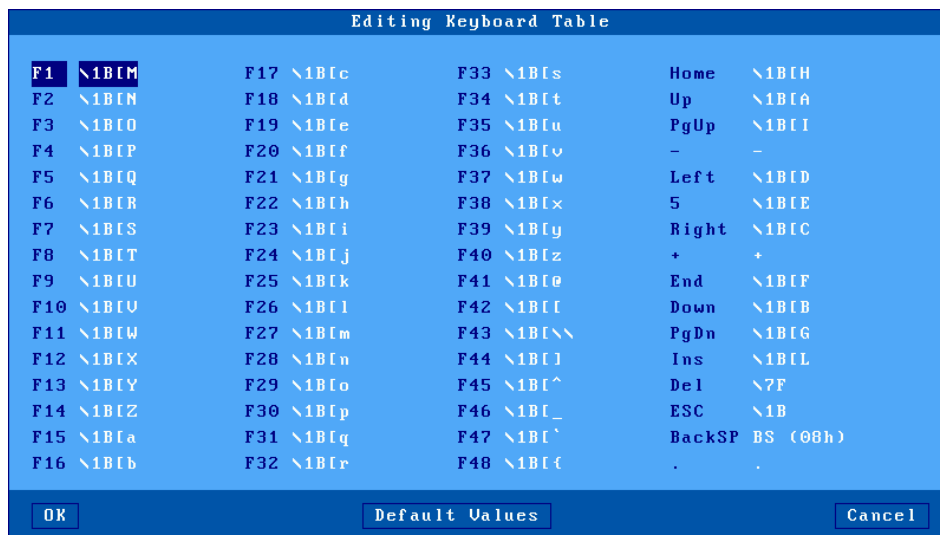 Editing Keyboard Table
F1 \1B[M F17 \1B[c F33 \1B[s Home \1B[H
F2 \1B[N F18 \1B[d F34 \1B[t Up \1B[A
F3 \1B[O F19 \1B[e F35 \1B[u PgUp \1B[I
F4 \1B[P F20 \1B[f F36 \1B[v - -
F5 \1B[Q F21 \1B[g F37 \1B[w Left \1B[D
F6 \1B[R F22 \1B[h F38 \1B[x 5 \1B[E
F7 \1B[S F23 \1B[i F39 \1B[y Right \1B[C
F8 \1B[T F24 \1B[j F40 \1B[z + +
F9 \1B[U F25 \1B[k F41 \1B[@ End \1B[F
F10 \1B[V F26 \1B[l F42 \1B[[ Down \1B[B
F11 \1B[W F27 \1B[m F43 \1B[\\ PgDn \1B[G
F12 \1B[X F28 \1B[n F44 \1B[] Ins \1B[L
F13 \1B[Y F29 \1B[o F45 \1B[^ Del \7F
F14 \1B[Z F30 \1B[p F46 \1B[_ ESC \1B
F15 \1B[a F31 \1B[q F47 \1B[` BackSP BS (08h)
F16 \1B[b F32 \1B[r F48 \1B[{ . .
OK Default Values Cancel